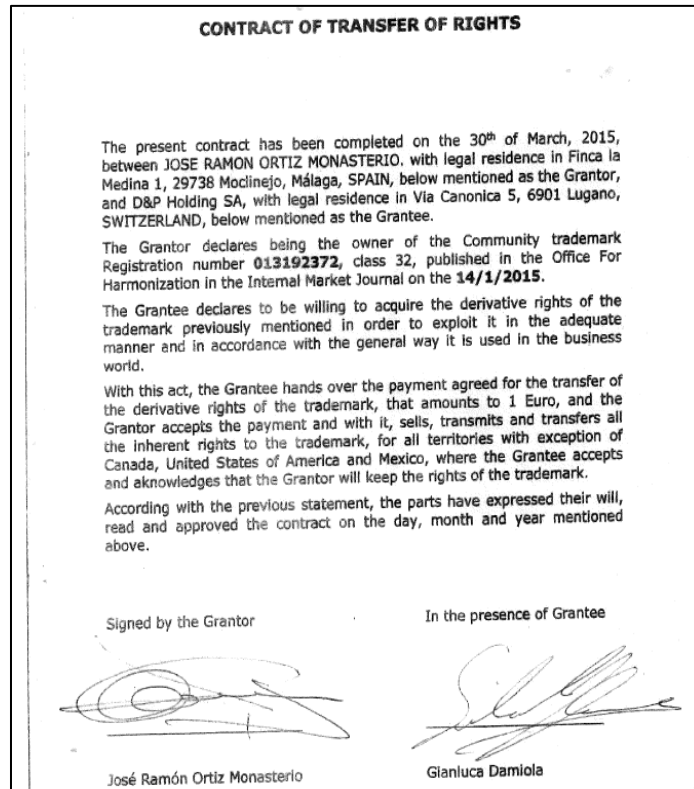 CONTRACT OF TRANSFER OF RIGHTS
The present contract has been completed on the 30th of March, 2015,
between JOSE RAMON ORTIZ MONASTERIO. with legal residence in Finca la
Medina 1, 29738 Moclinejo, Málaga, SPAIN, below mentioned as the Grantor,
and D&P Holding SA, with legal residence in Via Canonica 5, 6901 Lugano,
SWITZERLAND, below mentioned as the Grantee.
The Grantor declares being the owner of the Community trademark
Registration number 013192372, class 32, published in the Office For
Harmonization in the Internal Market Journal on the 14/1/2015.
The Grantee declares to be willing to acquire the derivative rights of the
trademark previously mentioned in order to exploit it in the adequate
manner and in accordance with the general way it is used in the business
world.
With this act, the Grantee hands over the payment agreed for the transfer of
the derivative rights of the trademark, that amounts to 1 Euro, and the
Grantor accepts the payment and with it, sells, transmits and transfers all
the inherent rights to the trademark, for all territories with exception of
Canada, United States of America and Mexico, where the Grantee accepts
and aknowledges that the Grantor will keep the rights of the trademark.
According with the previous statement, the parts have expressed their will,
read and approved the contract on the day, month and year mentioned
above.
Signed by the Grantor
In the presence of Grantee
José Ramón Ortiz Monasterio
Gianluca Damiola